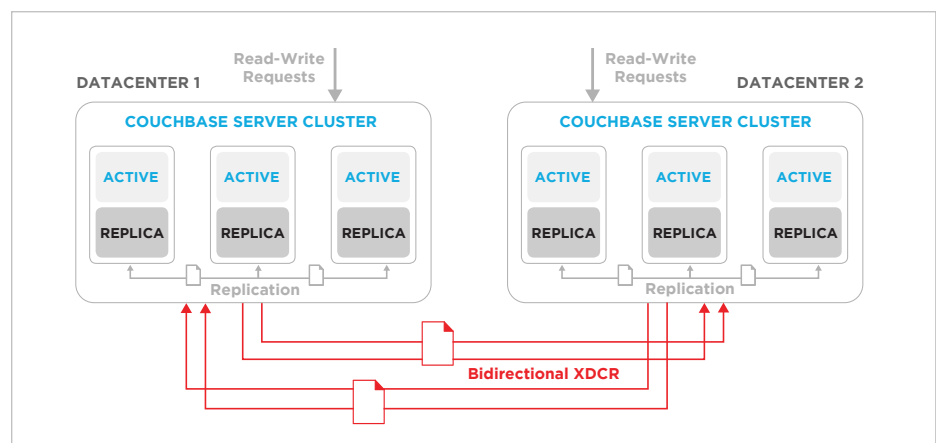 Read-Write
Requests
Read-Write
Requests
DATACENTER 1
DATACENTER 2
COUCHBASE SERVER CLUSTER
COUCHBASE SERVER CLUSTER
ACTIVE
ACTIVE
ACTIVE
ACTIVE
ACTIVE
ACTIVE
REPLICA
REPLICA
REPLICA
REPLICA
REPLICA
REPLICA
Replication
Replication
Bidirectional XDCR